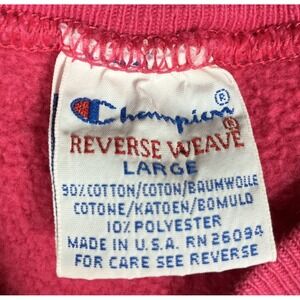 Champion®
REVERSE WEAVE®
LARGE
90% COTTON/COTON/BAUMWOLLE
COTONE/KATOEN/BOMULD
10% POLYESTER
MADE IN U.S.A. RN 26094
FOR CARE SEE REVERSE